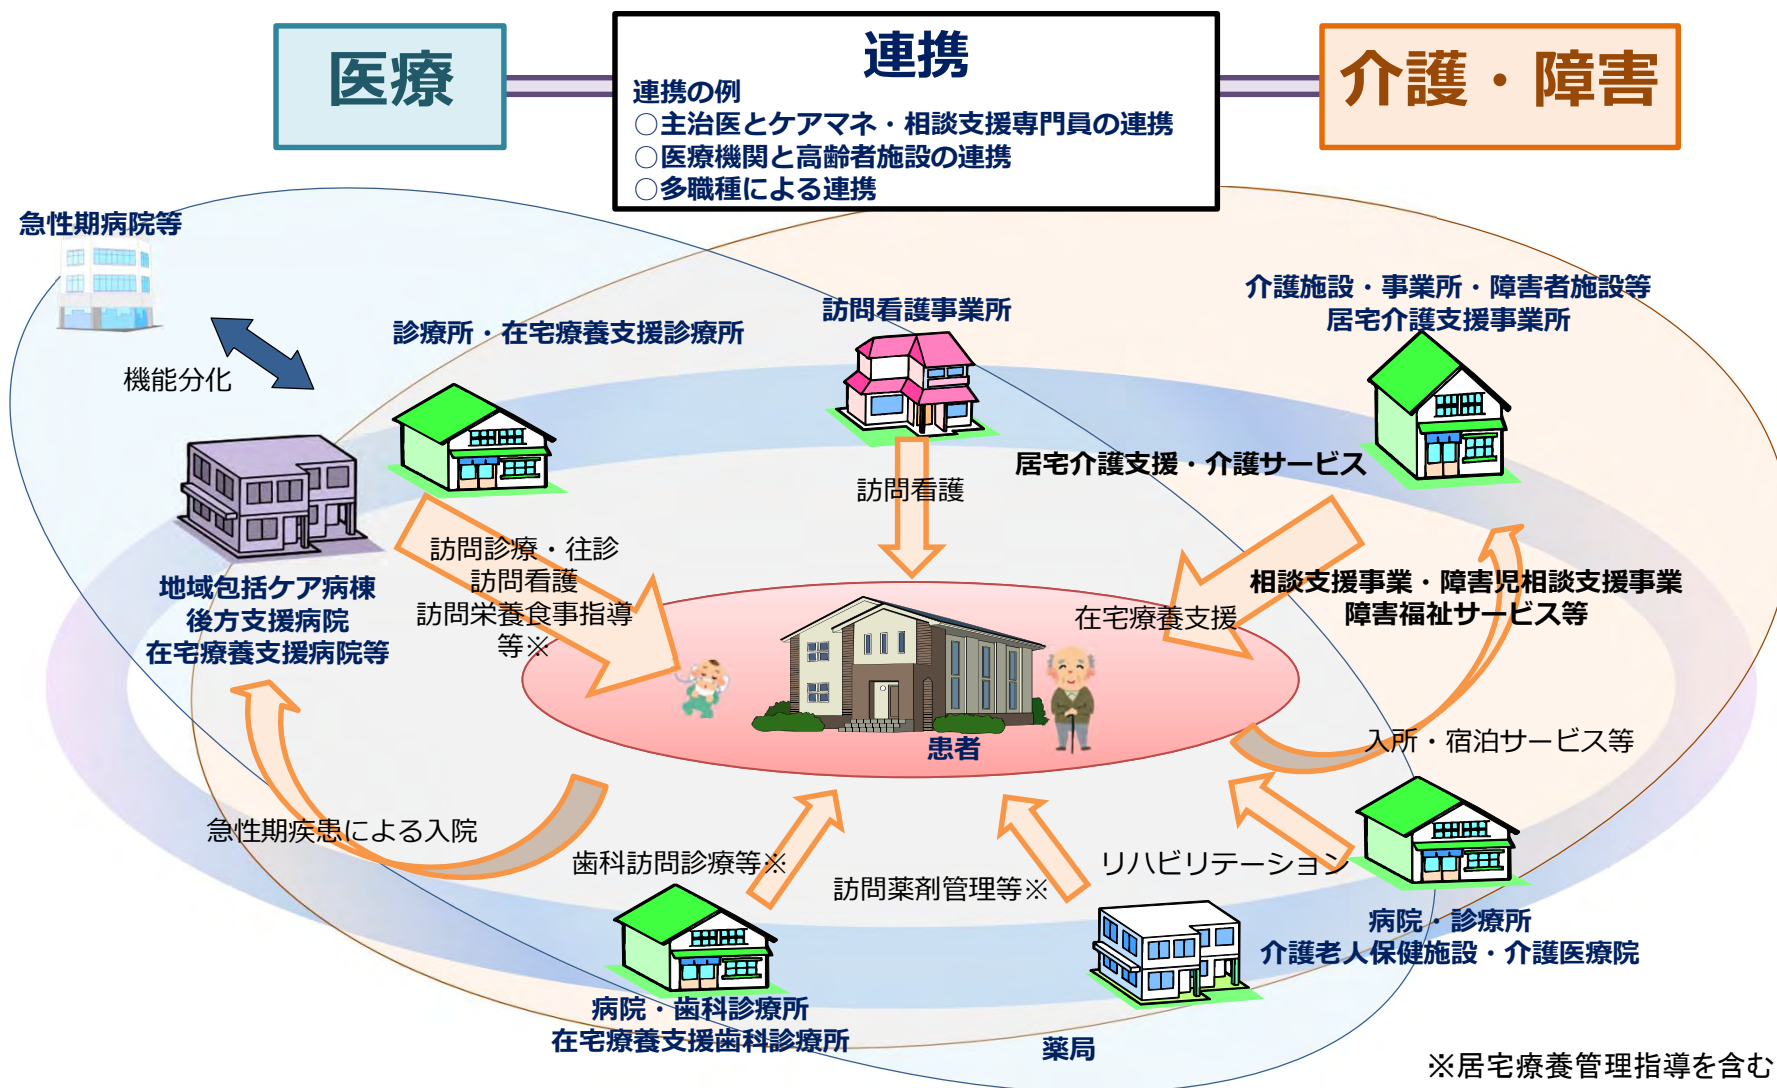 医療
連携
連携の例
○主治医とケアマネ・相談支援専門員の連携
○医療機関と高齢者施設の連携
○多職種による連携
介護・障害
急性期病院等
機能分化
診療所・在宅療養支援診療所
訪問看護事業所
介護施設・事業所・障害者施設等
居宅介護支援事業所
訪問看護
居宅介護支援・介護サービス
訪問診療・往診
訪問看護
訪問栄養食事指導
等※
地域包括ケア病棟
後方支援病院
在宅療養支援病院等
在宅療養支援
相談支援事業・障害児相談支援事業
障害福祉サービス等
患者
入所・宿泊サービス等
急性期疾患による入院
歯科訪問診療等※
訪問薬剤管理等※
リハビリテーション
病院・診療所
介護老人保健施設・介護医療院
病院・歯科診療所
在宅療養支援歯科診療所
薬局
※居宅療養管理指導を含む